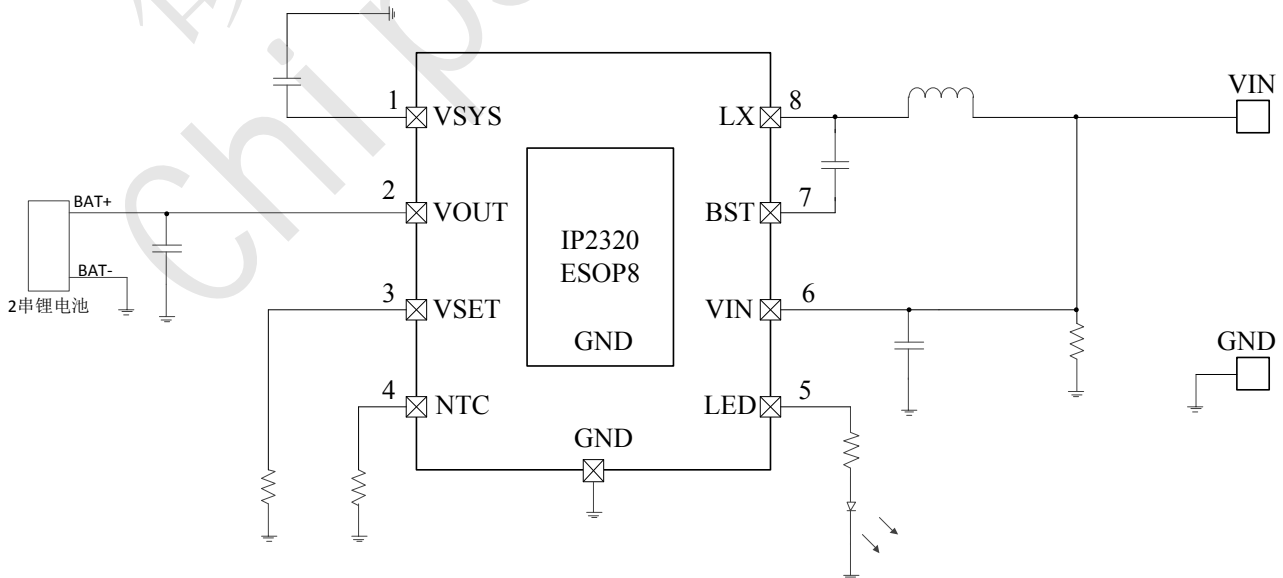 VIN
1
VSYS
LX
8
2
VOUT
BAT+
BAT-
2串锂电池
7
BST
IP2320
ESOP8
GND
3
VSET
VIN
6
4
NTC
LED
5
GND
GND